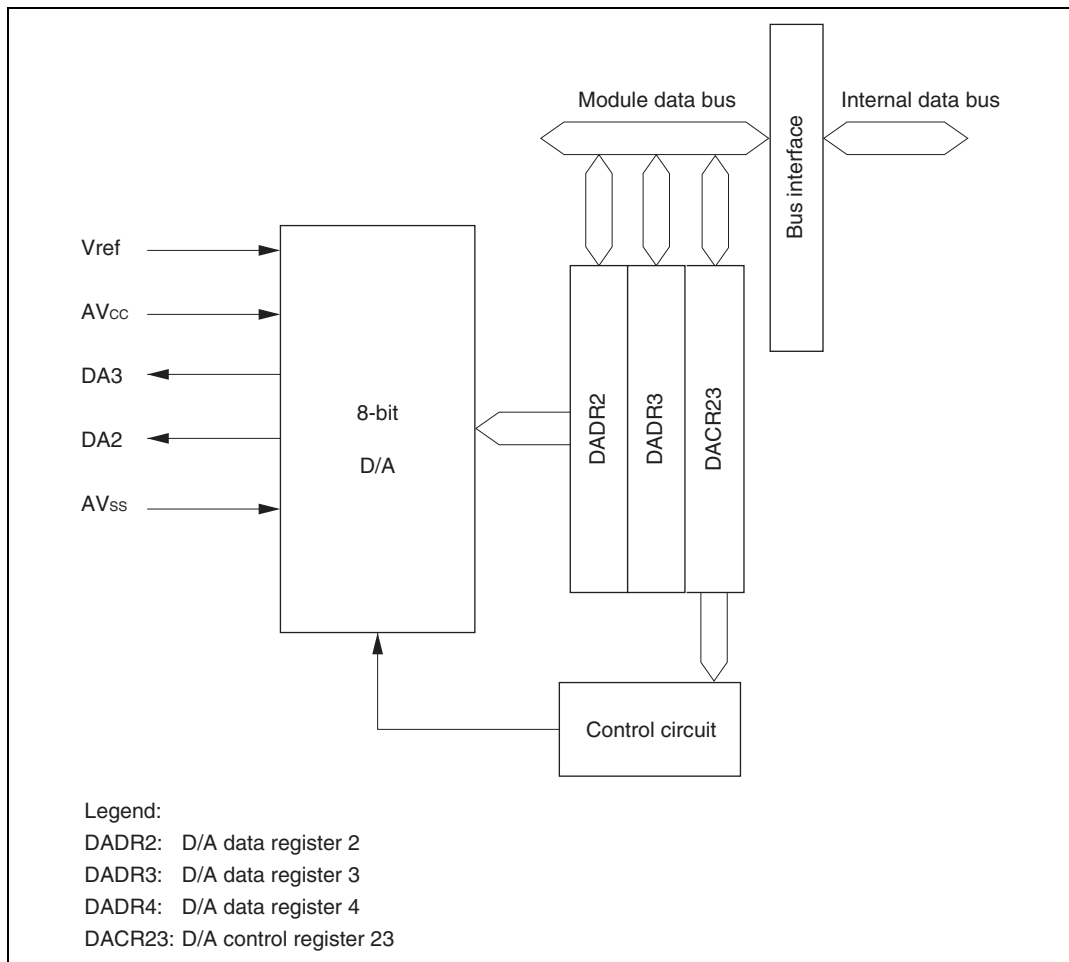 Module data bus
Internal data bus
Bus interface
Vref
AVCC
DA3
DA2
AVSS
8-bit
D/A
DADR2
DADR3
DACR23
Control circuit
Legend:
DADR2: D/A data register 2
DADR3: D/A data register 3
DADR4: D/A data register 4
DACR23: D/A control register 23